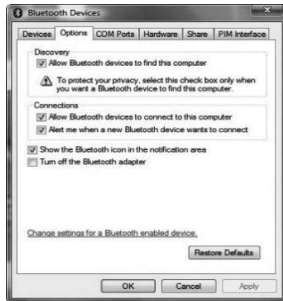 Bluetooth Devices
Devices Options COM Ports Hardware Share PIM Interface
Discovery
Allow Bluetooth devices to find this computer
To protect your privacy, select this check box only when
you want a Bluetooth device to find this computer.
Connections
Allow Bluetooth devices to connect to this computer
Alert me when a new Bluetooth device wants to connect
Show the Bluetooth icon in the notification area
Turn off the Bluetooth adapter
Change settings for a Bluetooth enabled device.
Restore Defaults
OK Cancel Apply